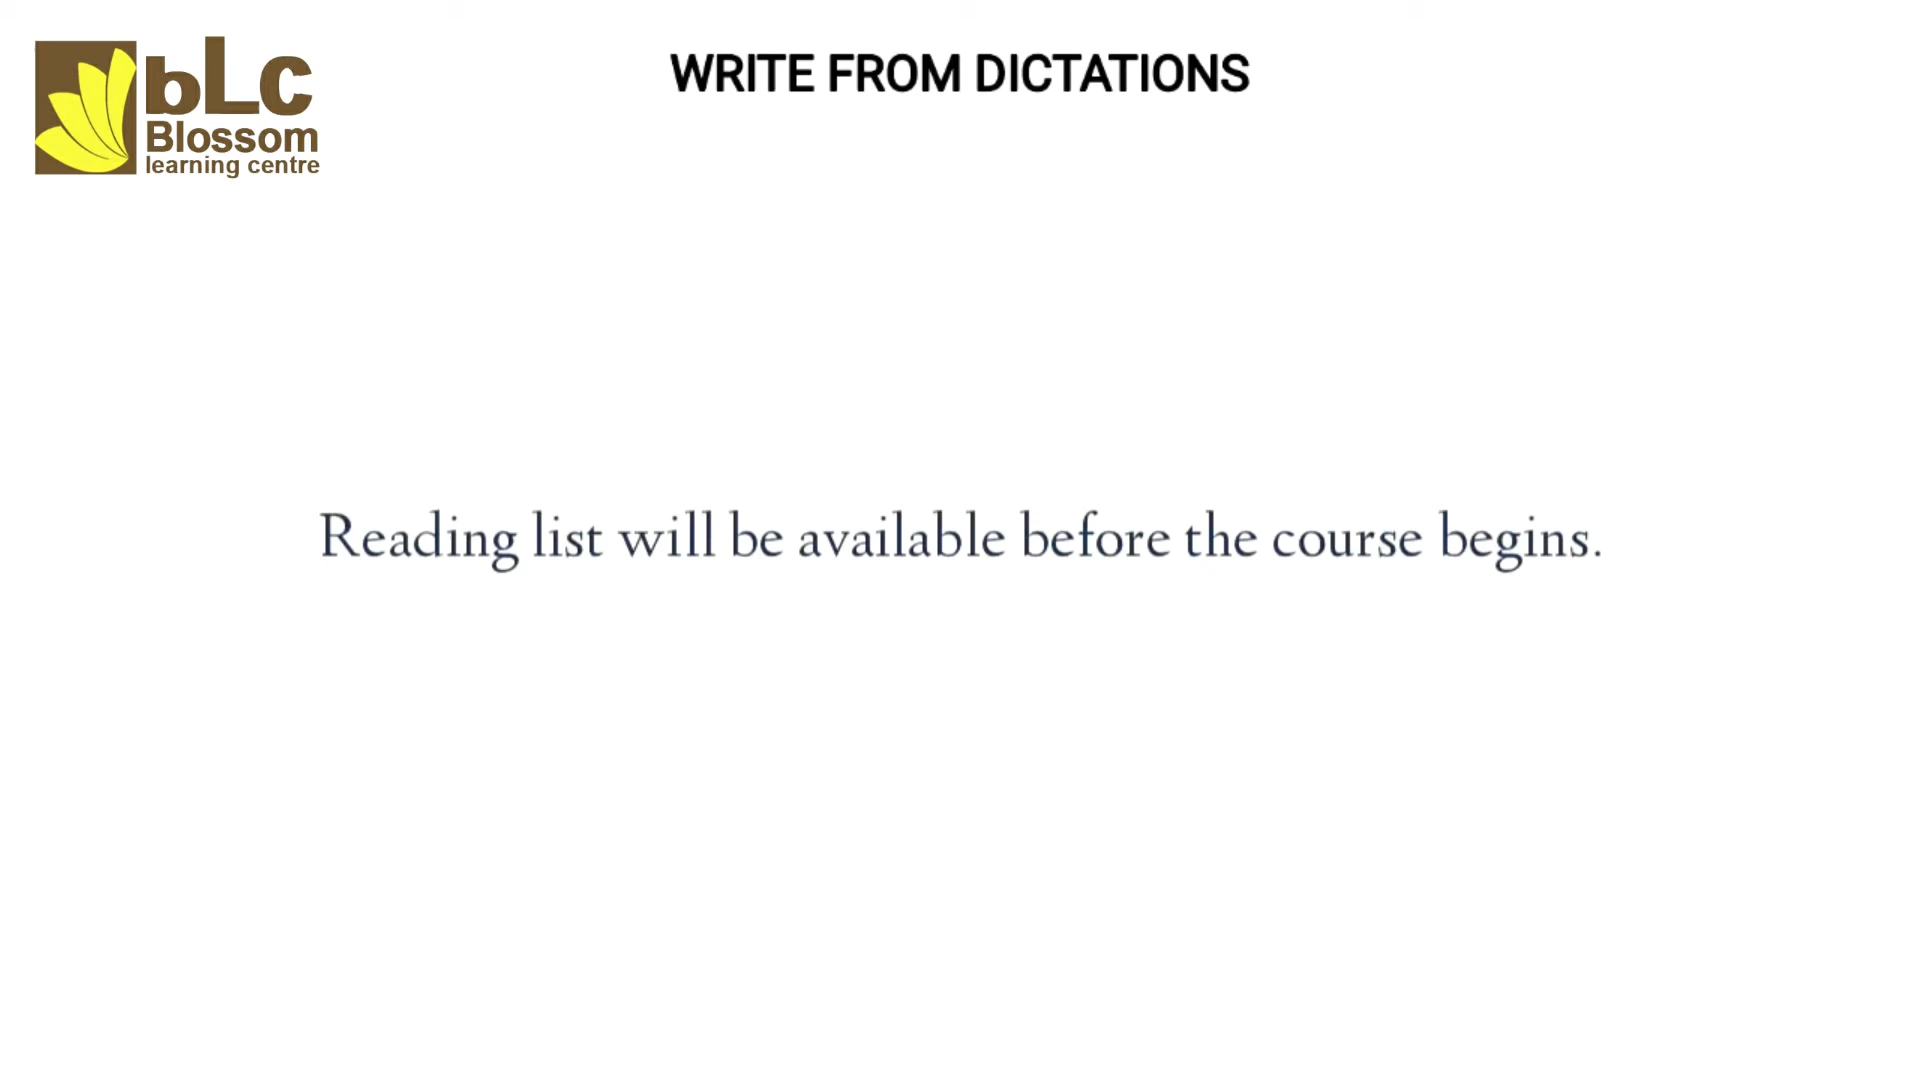 bLc
Blossom
learning centre
WRITE FROM DICTATIONS
Reading list will be available before the course begins.